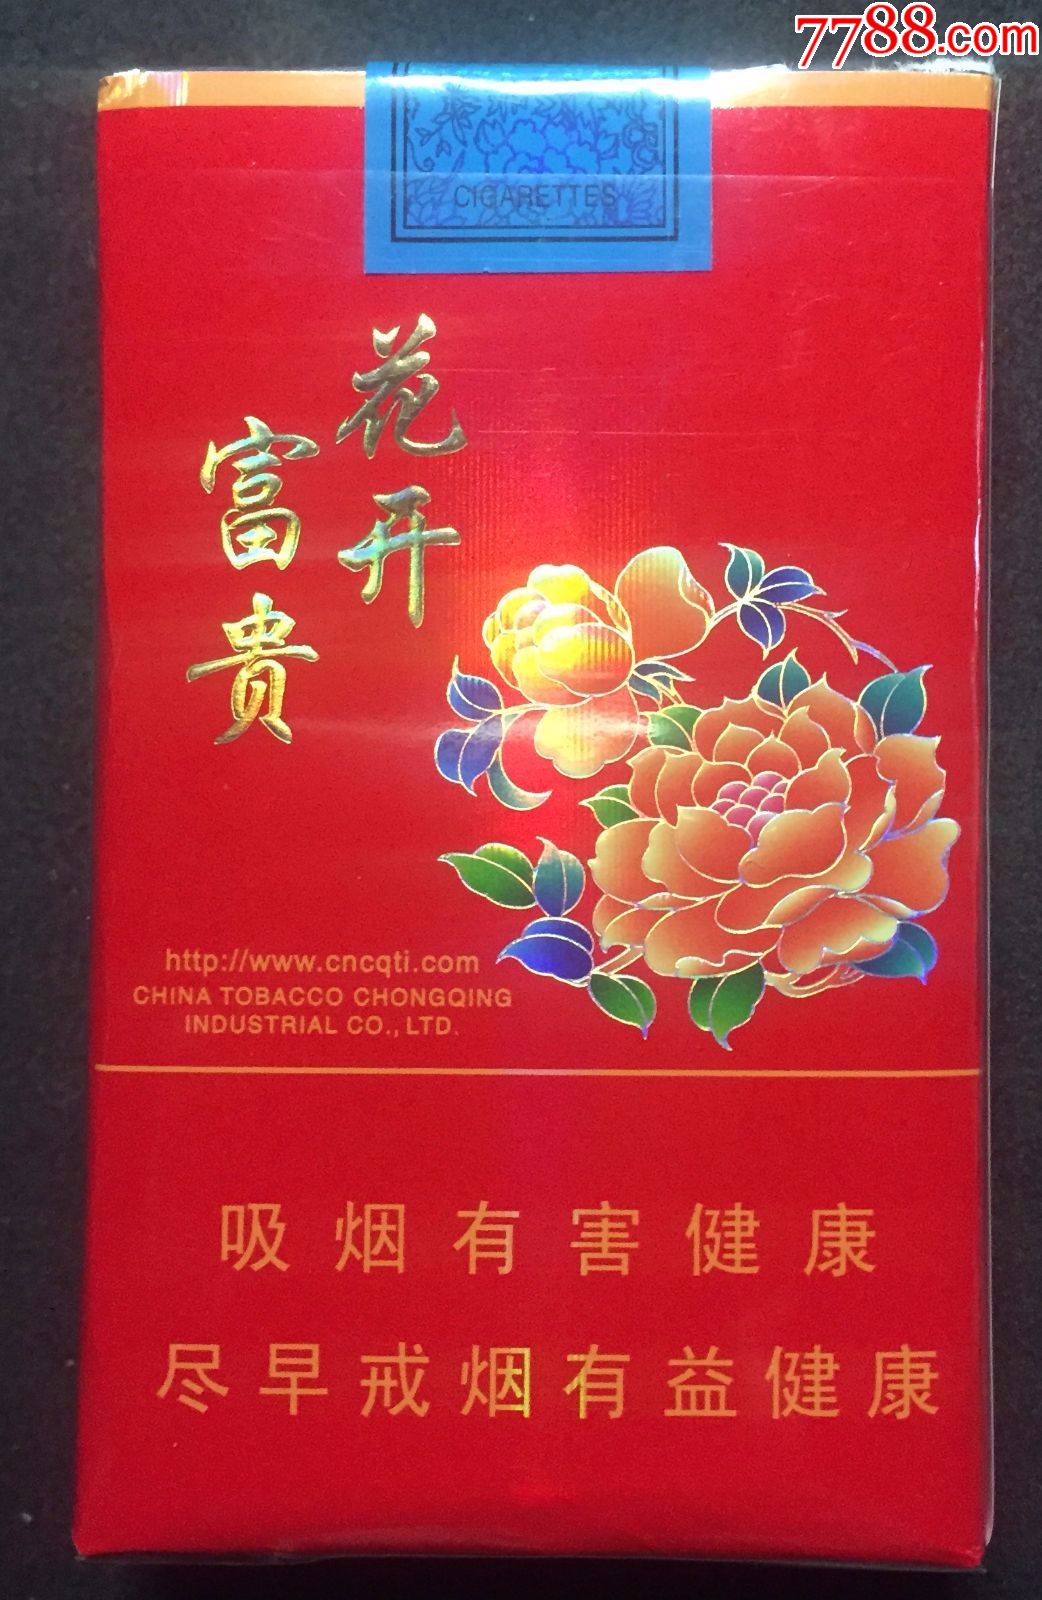 7788.com
CIGARETTES
花开
富贵
http://www.cncqti.com
CHINA TOBACCO CHONGQING
INDUSTRIAL CO., LTD.
吸烟有害健康
尽早戒烟有益健康